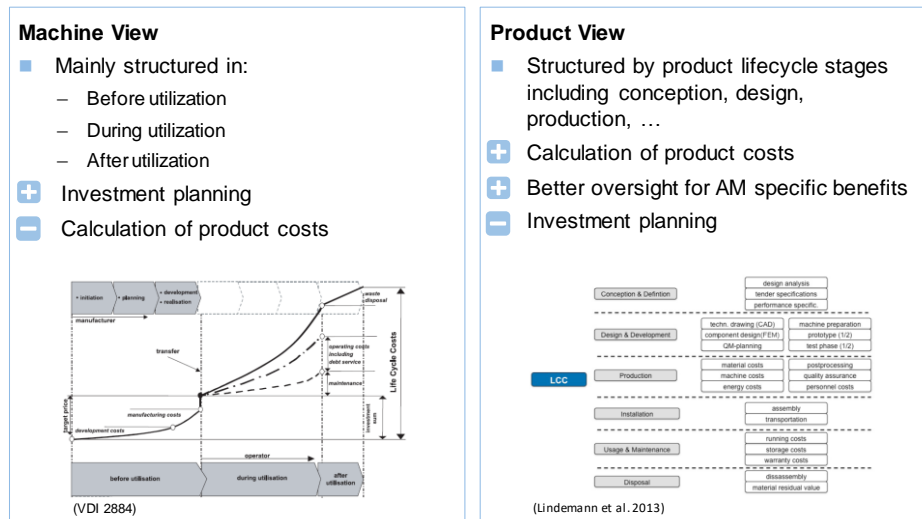 Machine View
Mainly structured in:
– Before utilization
– During utilization
– After utilization
Investment planning
Calculation of product costs
• initiation
• planning
• development
• realisation
manufacturer
waste
disposal
transfer
operating costs
including
debt service
maintenance
Life Cycle Costs
target price
manufacturing costs
development costs
investment
sum
operator
before utilisation
during utilisation
after
utilisation
(VDI 2884)
Product View
Structured by product lifecycle stages
including conception, design,
production, …
Calculation of product costs
Better oversight for AM specific benefits
Investment planning
LCC
Conception & Defintion
design analysis
tender specifications
performance specific.
Design & Development
techn. drawing (CAD)
machine preparation
component design(FEM)
prototype (1/2)
QM-planning
test phase (1/2)
Production
material costs
postprocessing
machine costs
quality assurance
energy costs
personnel costs
Installation
assembly
transportation
Usage & Maintenance
running costs
storage costs
warranty costs
Disposal
dissassembly
material residual value
(Lindemann et al. 2013)